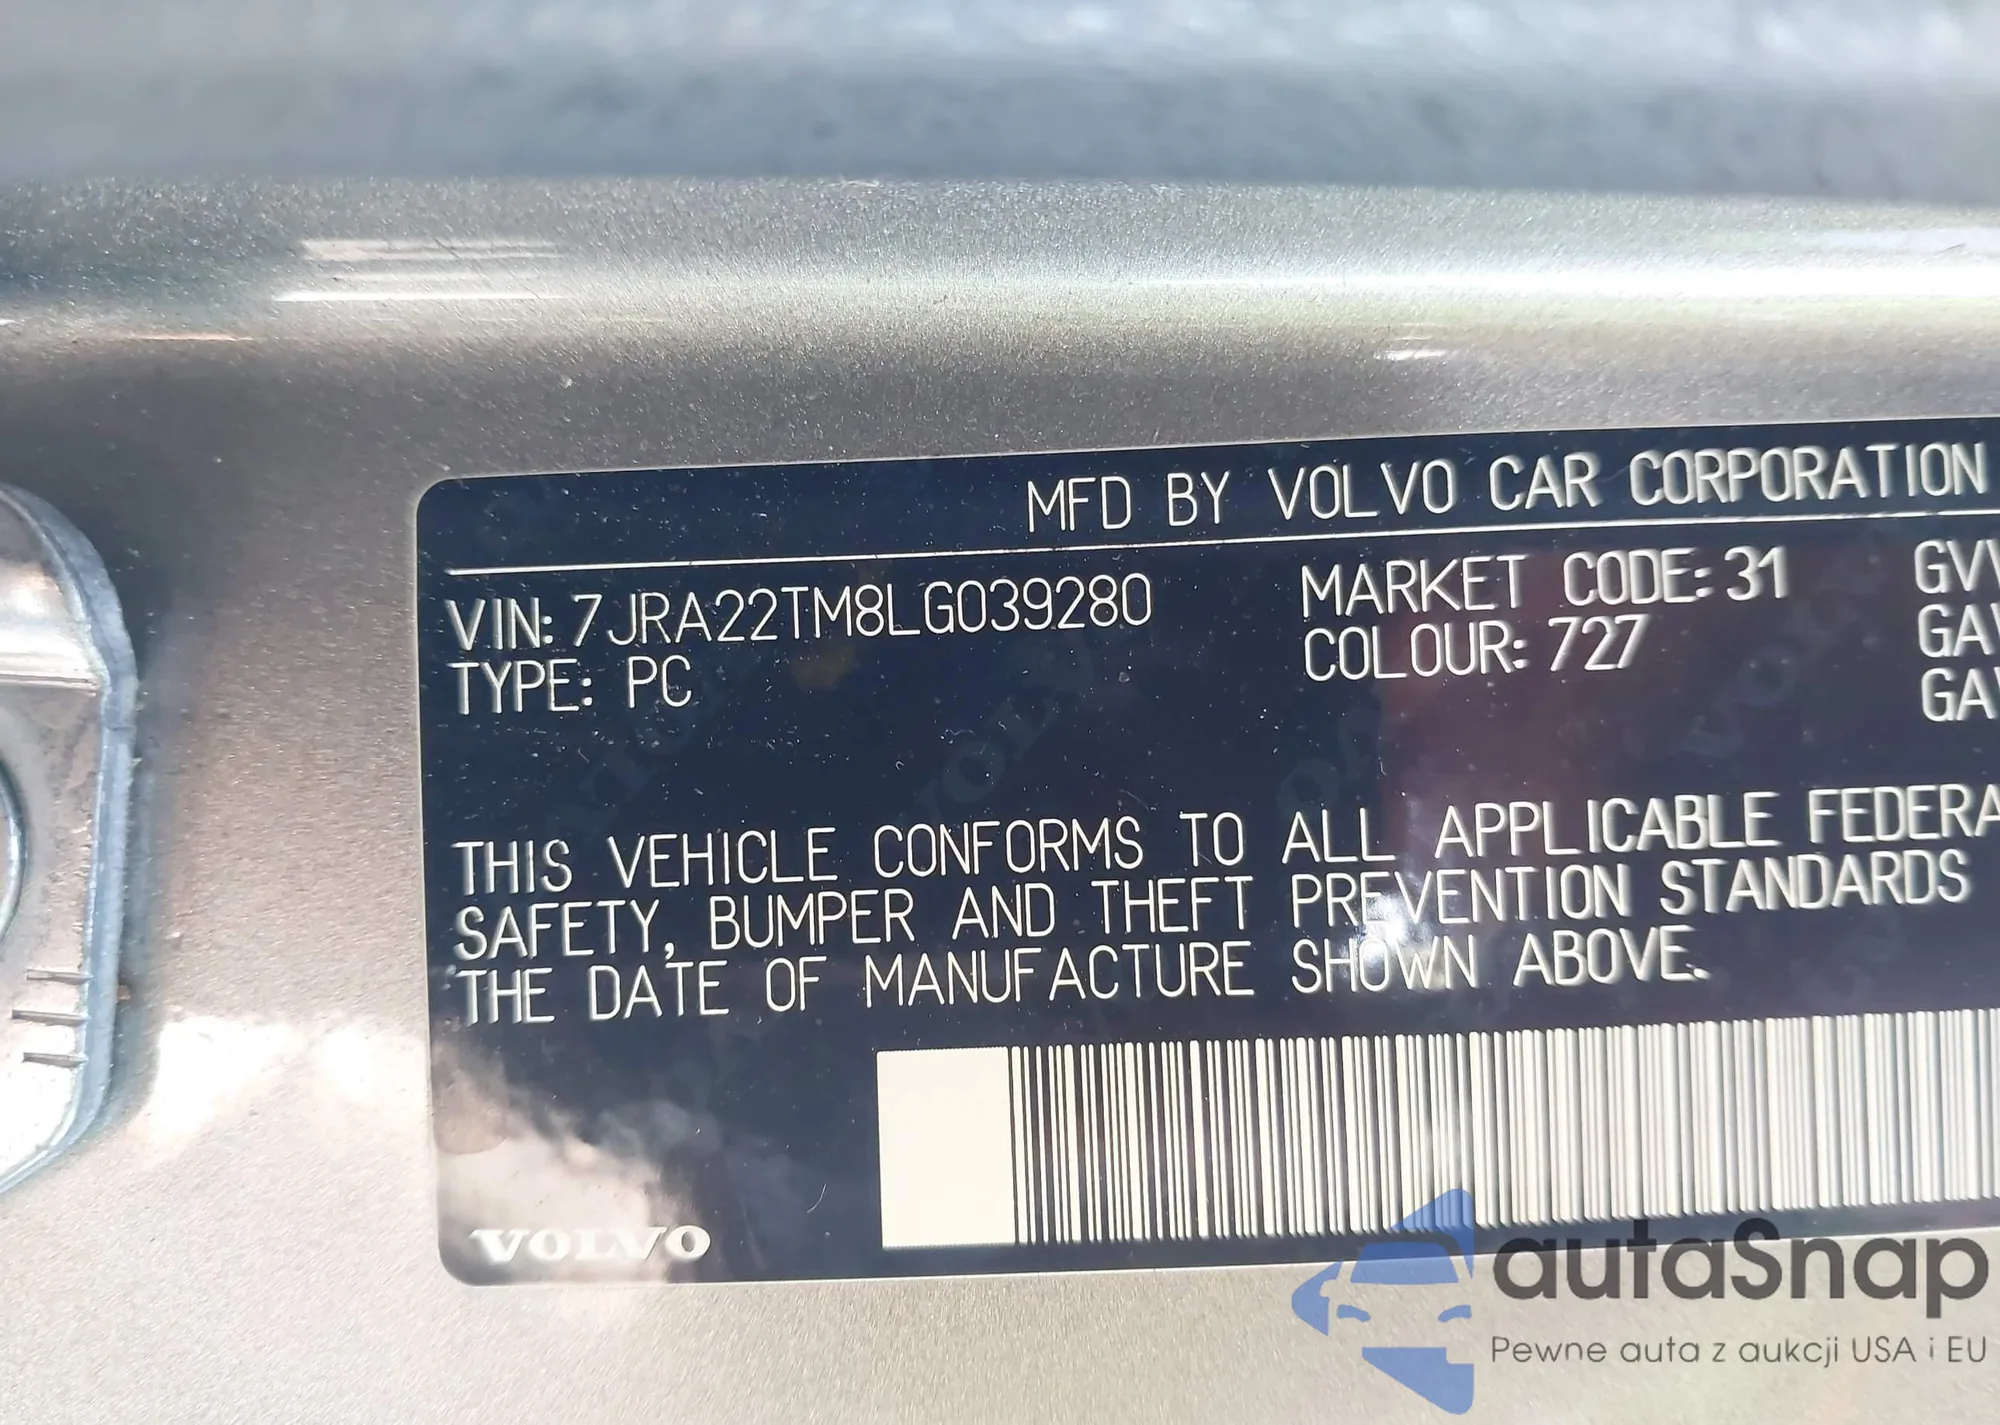 MFD BY VOLVO CAR CORPORATION
VIN: 7JRA22TM8LG039280 MARKET CODE: 31
TYPE: PC COLOUR: 727
THIS VEHICLE CONFORMS TO ALL APPLICABLE FEDERA
SAFETY, BUMPER AND THEFT PREVENTION STANDARDS
THE DATE OF MANUFACTURE SHOWN ABOVE.
VOLVO
autaSnap
Pewne auta z aukcji USA i EU